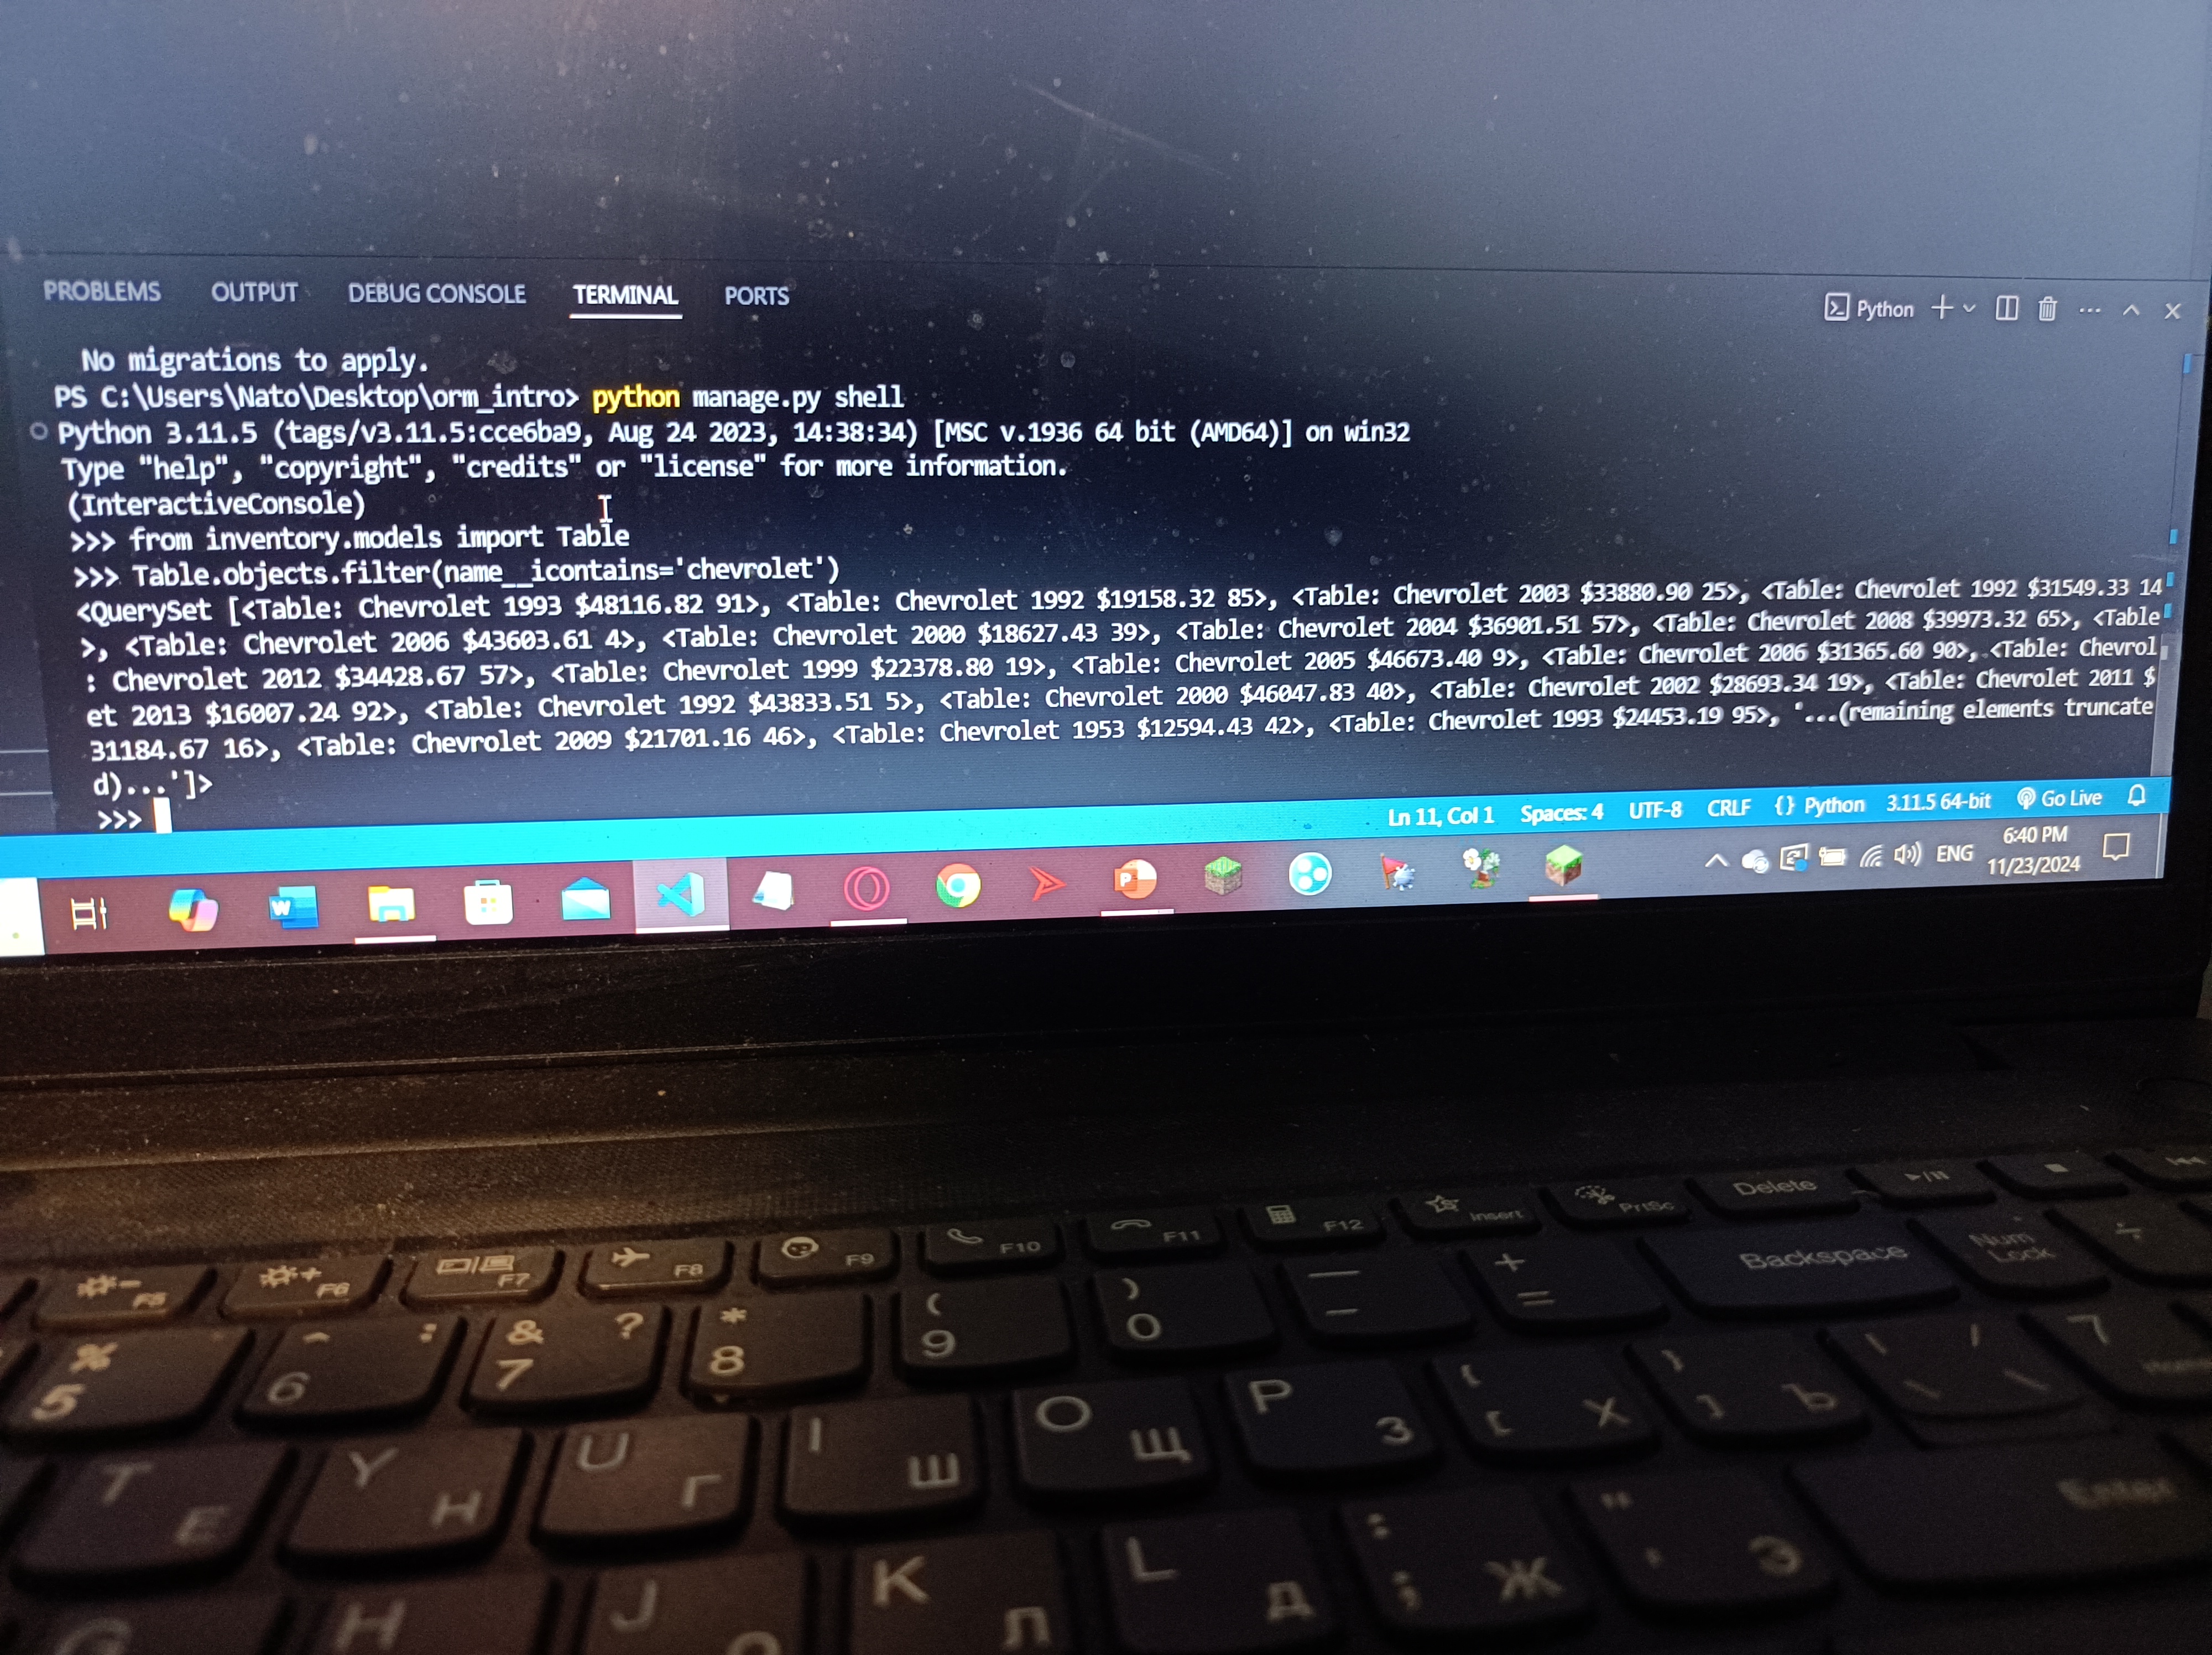 PROBLEMS OUTPUT DEBUG CONSOLE TERMINAL PORTS
Python
No migrations to apply.
PS C:\Users\Nato\Desktop\orm_intro> python manage.py shell
Python 3.11.5 (tags/v3.11.5:cce6ba9, Aug 24 2023, 14:38:34) [MSC v.1936 64 bit (AMD64)] on win32
Type "help", "copyright", "credits" or "license" for more information.
(InteractiveConsole)
>>> from inventory.models import Table
>>> Table.objects.filter(name__icontains='chevrolet')
<QuerySet [<Table: Chevrolet 1993 $48116.82 91>, <Table: Chevrolet 1992 $19158.32 85>, <Table: Chevrolet 2003 $33880.90 25>, <Table: Chevrolet 1992 $31549.33 14
>, <Table: Chevrolet 2006 $43603.61 4>, <Table: Chevrolet 2000 $18627.43 39>, <Table: Chevrolet 2004 $36901.51 57>, <Table: Chevrolet 2008 $39973.32 65>, <Table
: Chevrolet 2012 $34428.67 57>, <Table: Chevrolet 1999 $22378.80 19>, <Table: Chevrolet 2005 $46673.40 9>, <Table: Chevrolet 2006 $31365.60 90>, <Table: Chevrol
et 2013 $16007.24 92>, <Table: Chevrolet 1992 $43833.51 5>, <Table: Chevrolet 2000 $46047.83 40>, <Table: Chevrolet 2002 $28693.34 19>, <Table: Chevrolet 2011 $
31184.67 16>, <Table: Chevrolet 2009 $21701.16 46>, <Table: Chevrolet 1953 $12594.43 42>, <Table: Chevrolet 1993 $24453.19 95>, '...(remaining elements truncate
d)...']>
>>>
Ln 11, Col 1 Spaces: 4 UTF-8 CRLF {} Python 3.11.5 64-bit Go Live
ENG 6:40 PM
11/23/2024
F5 F6 F7 F8 F9 F10 F11 F12 Insert PrtSc Delete
% 5 ^ : 6 & ? 7 * 8 ( 9 ) 0 — – + = Backspace Num Lock ÷
T Е Y Н U Г I Ш O Щ P З { [ Х } ] Ъ | / \ \ 7
G H J О K Л L Д : ; Ж " ' Э Enter